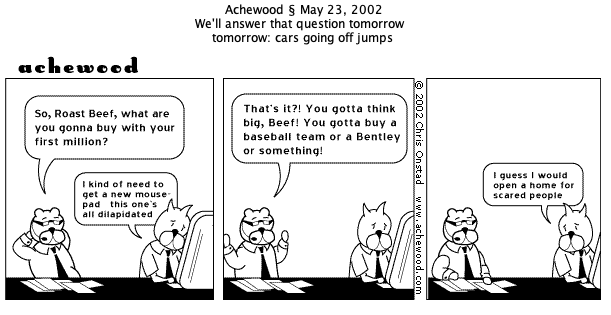 Achewood § May 23, 2002
We'll answer that question tomorrow
tomorrow: cars going off jumps
achewood
So, Roast Beef, what are
you gonna buy with your
first million?
I kind of need to
get a new mouse-
pad this one's
all dilapidated
That's it?! You gotta think
big, Beef! You gotta buy a
baseball team or a Bentley
or something!
© 2002 Chris Onstad www.achewood.com
I guess I would
open a home for
scared people